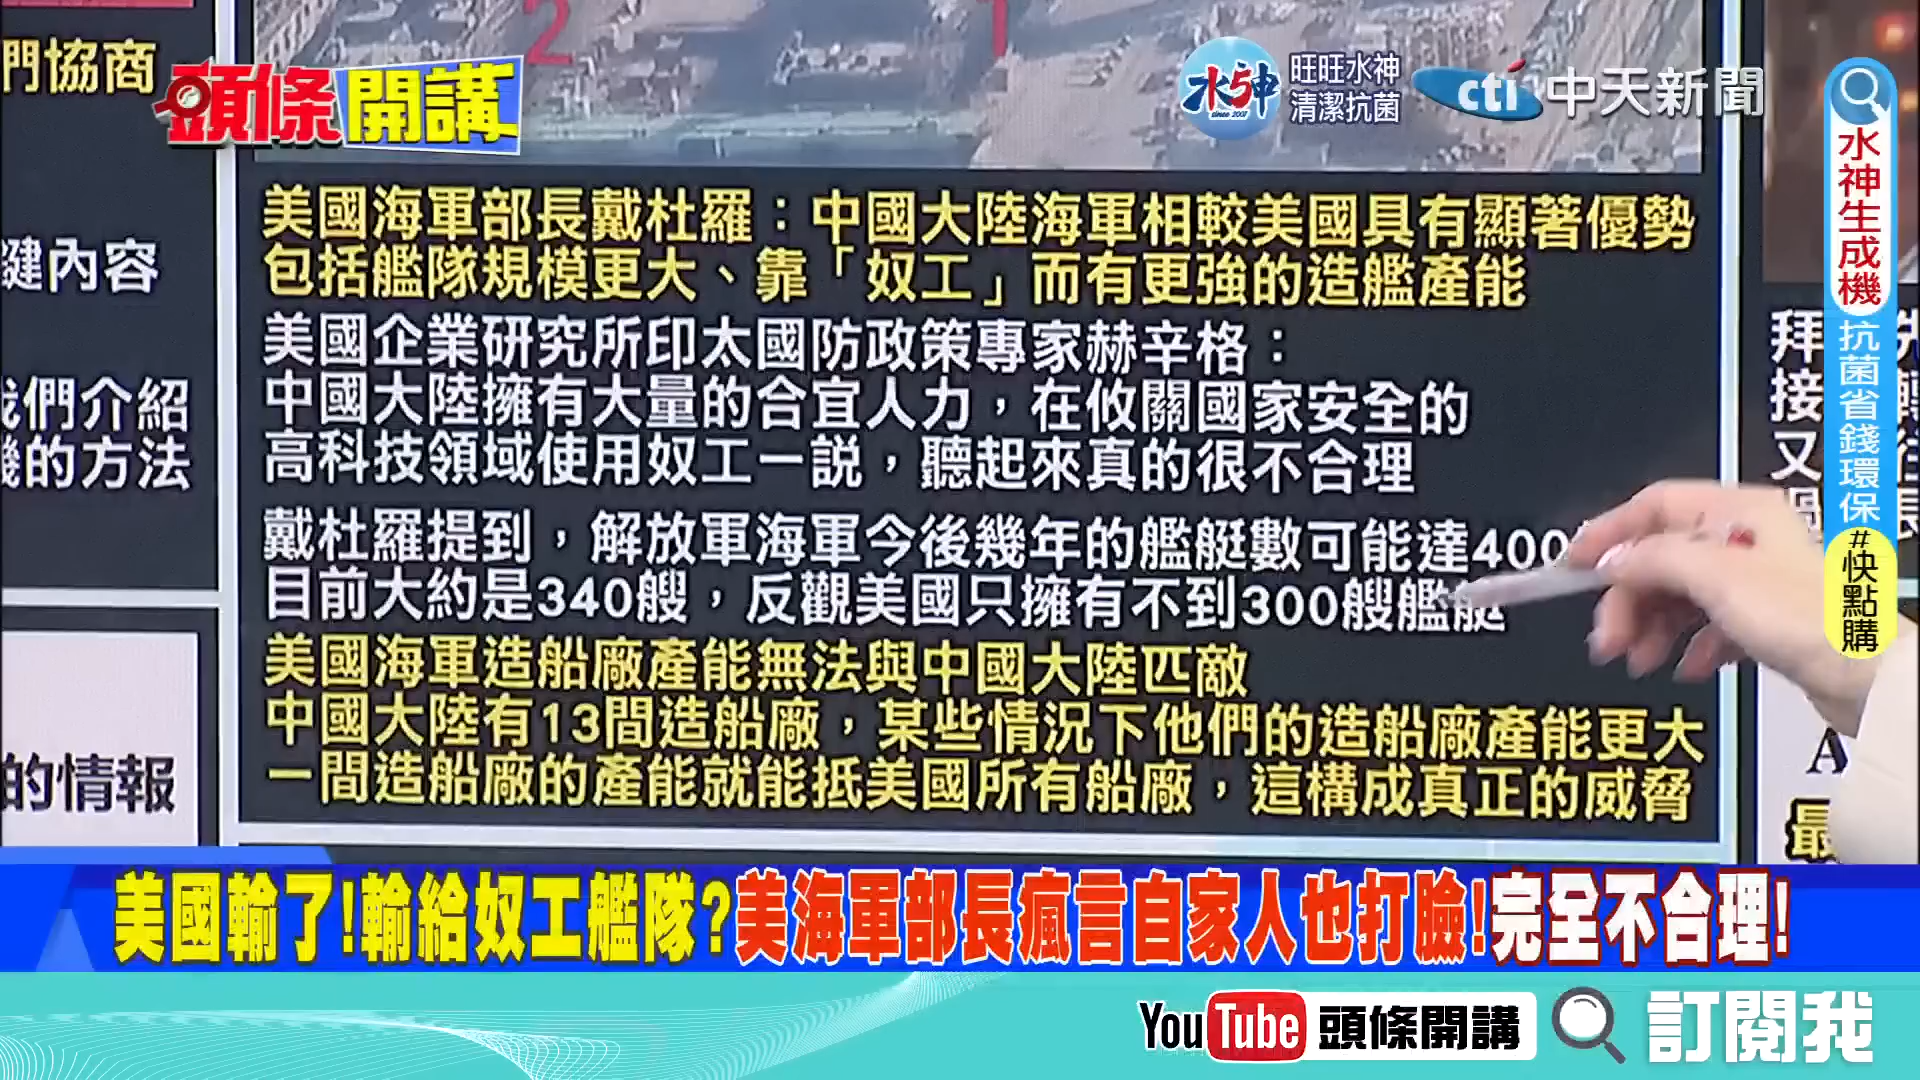 們協商
頭條開講
2
1
水神
since 2007
旺旺水神
清潔抗菌
cti 中天新聞
水神生成機
抗菌省錢環保
#快點購
鍵內容
我們介紹
的方法
的情報
美國海軍部長戴杜羅：中國大陸海軍相較美國具有顯著優勢
包括艦隊規模更大、靠「奴工」而有更強的造艦產能
美國企業研究所印太國防政策專家赫辛格：
中國大陸擁有大量的合宜人力，在攸關國家安全的
高科技領域使用奴工一說，聽起來真的很不合理
戴杜羅提到，解放軍海軍今後幾年的艦艇數可能達400
目前大約是340艘，反觀美國只擁有不到300艘艦艇
美國海軍造船廠產能無法與中國大陸匹敵
中國大陸有13間造船廠，某些情況下他們的造船廠產能更大
一間造船廠的產能就能抵美國所有船廠，這構成真正的威脅
拜
接
又
A
最
美國輸了!輸給奴工艦隊?美海軍部長瘋言自家人也打臉!完全不合理!
YouTube 頭條開講
訂閱我